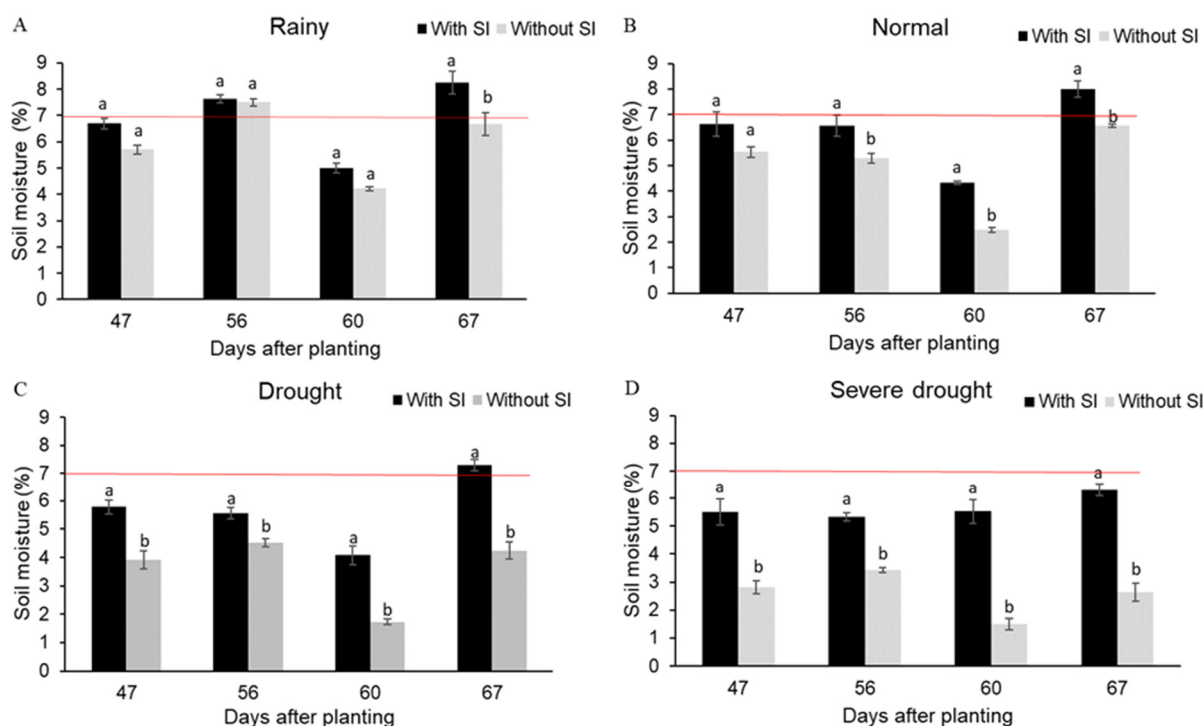 A
Rainy
With SI Without SI
9
8
7
6
5
4
3
2
1
0
Soil moisture (%)
a a a a a a a b
47 56 60 67
Days after planting
B
Normal
With SI Without SI
9
8
7
6
5
4
3
2
1
0
Soil moisture (%)
a a a b a b a b
47 56 60 67
Days after planting
C
Drought
With SI Without SI
9
8
7
6
5
4
3
2
1
0
Soil moisture (%)
a b a b a b a b
47 56 60 67
Days after planting
D
Severe drought
With SI Without SI
9
8
7
6
5
4
3
2
1
0
Soil moisture (%)
a b a b a b a b
47 56 60 67
Days after planting